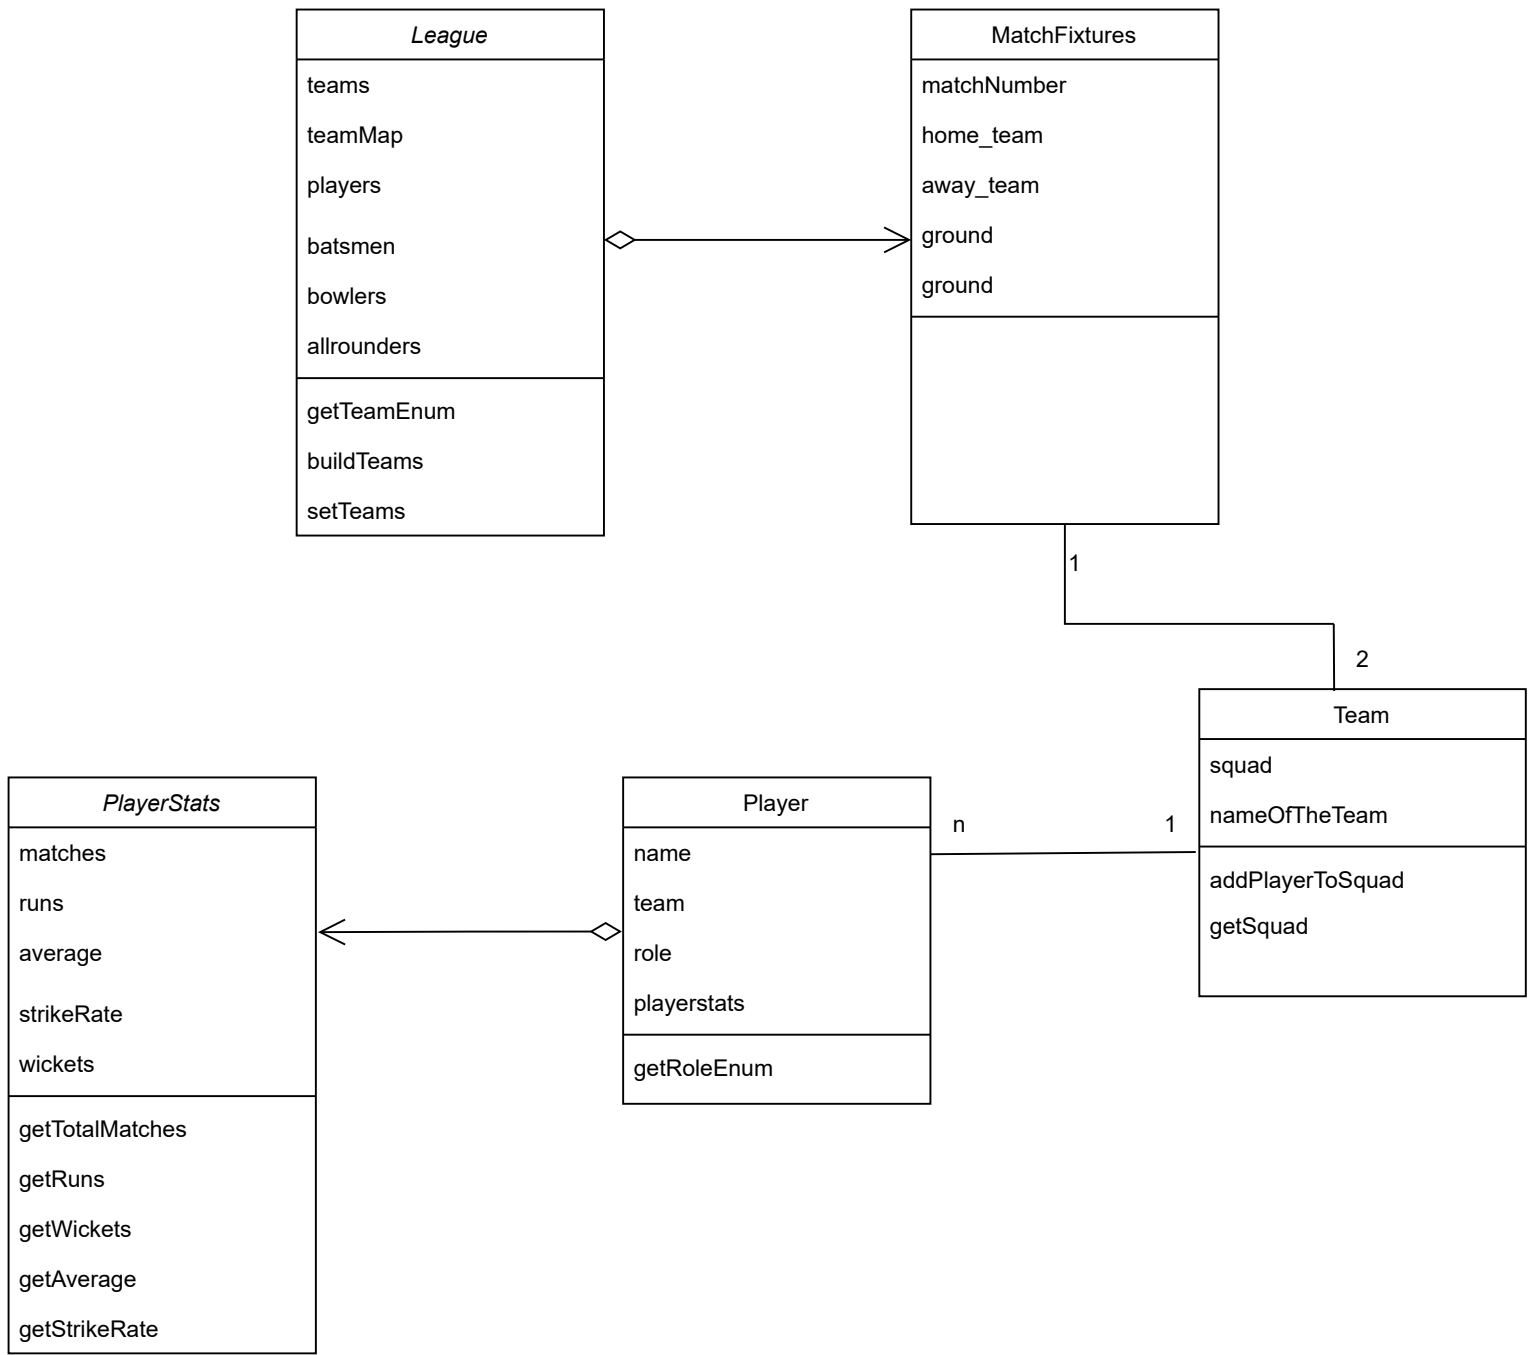 League
teams
teamMap
players
batsmen
bowlers
allrounders
getTeamEnum
buildTeams
setTeams
MatchFixtures
matchNumber
home_team
away_team
ground
ground
1
2
Team
squad
nameOfTheTeam
addPlayerToSquad
getSquad
n
1
Player
name
team
role
playerstats
getRoleEnum
PlayerStats
matches
runs
average
strikeRate
wickets
getTotalMatches
getRuns
getWickets
getAverage
getStrikeRate